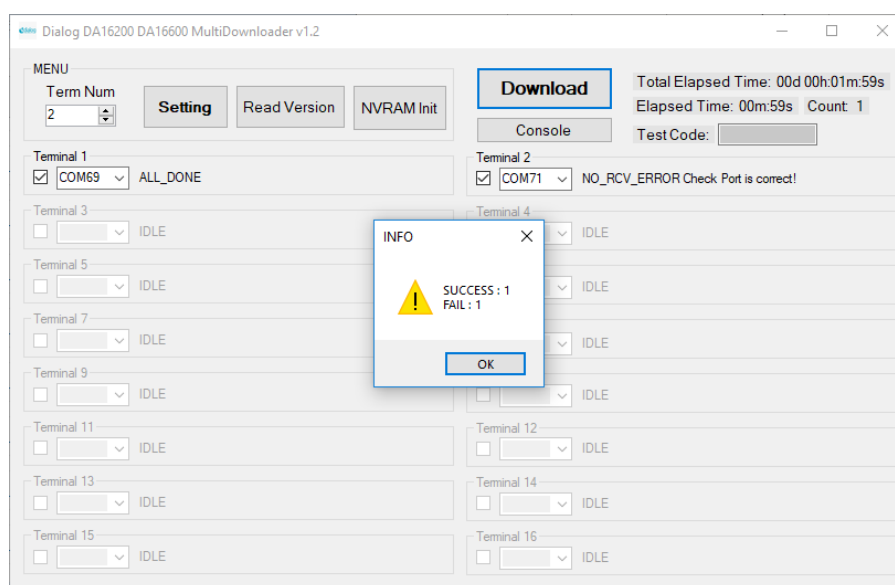 Dialog DA16200 DA16600 MultiDownloader v1.2
MENU
Term Num
2
Setting
Read Version
NVRAM Init
Download
Console
Total Elapsed Time: 00d 00h:01m:59s
Elapsed Time: 00m:59s Count: 1
Test Code:
Terminal 1
COM69 ALL_DONE
Terminal 2
COM71 NO_RCV_ERROR Check Port is correct!
Terminal 3
IDLE
Terminal 4
IDLE
Terminal 5
IDLE
IDLE
Terminal 7
IDLE
IDLE
Terminal 9
IDLE
IDLE
Terminal 11
IDLE
Terminal 12
IDLE
Terminal 13
IDLE
Terminal 14
IDLE
Terminal 15
IDLE
Terminal 16
IDLE
INFO
SUCCESS : 1
FAIL : 1
OK